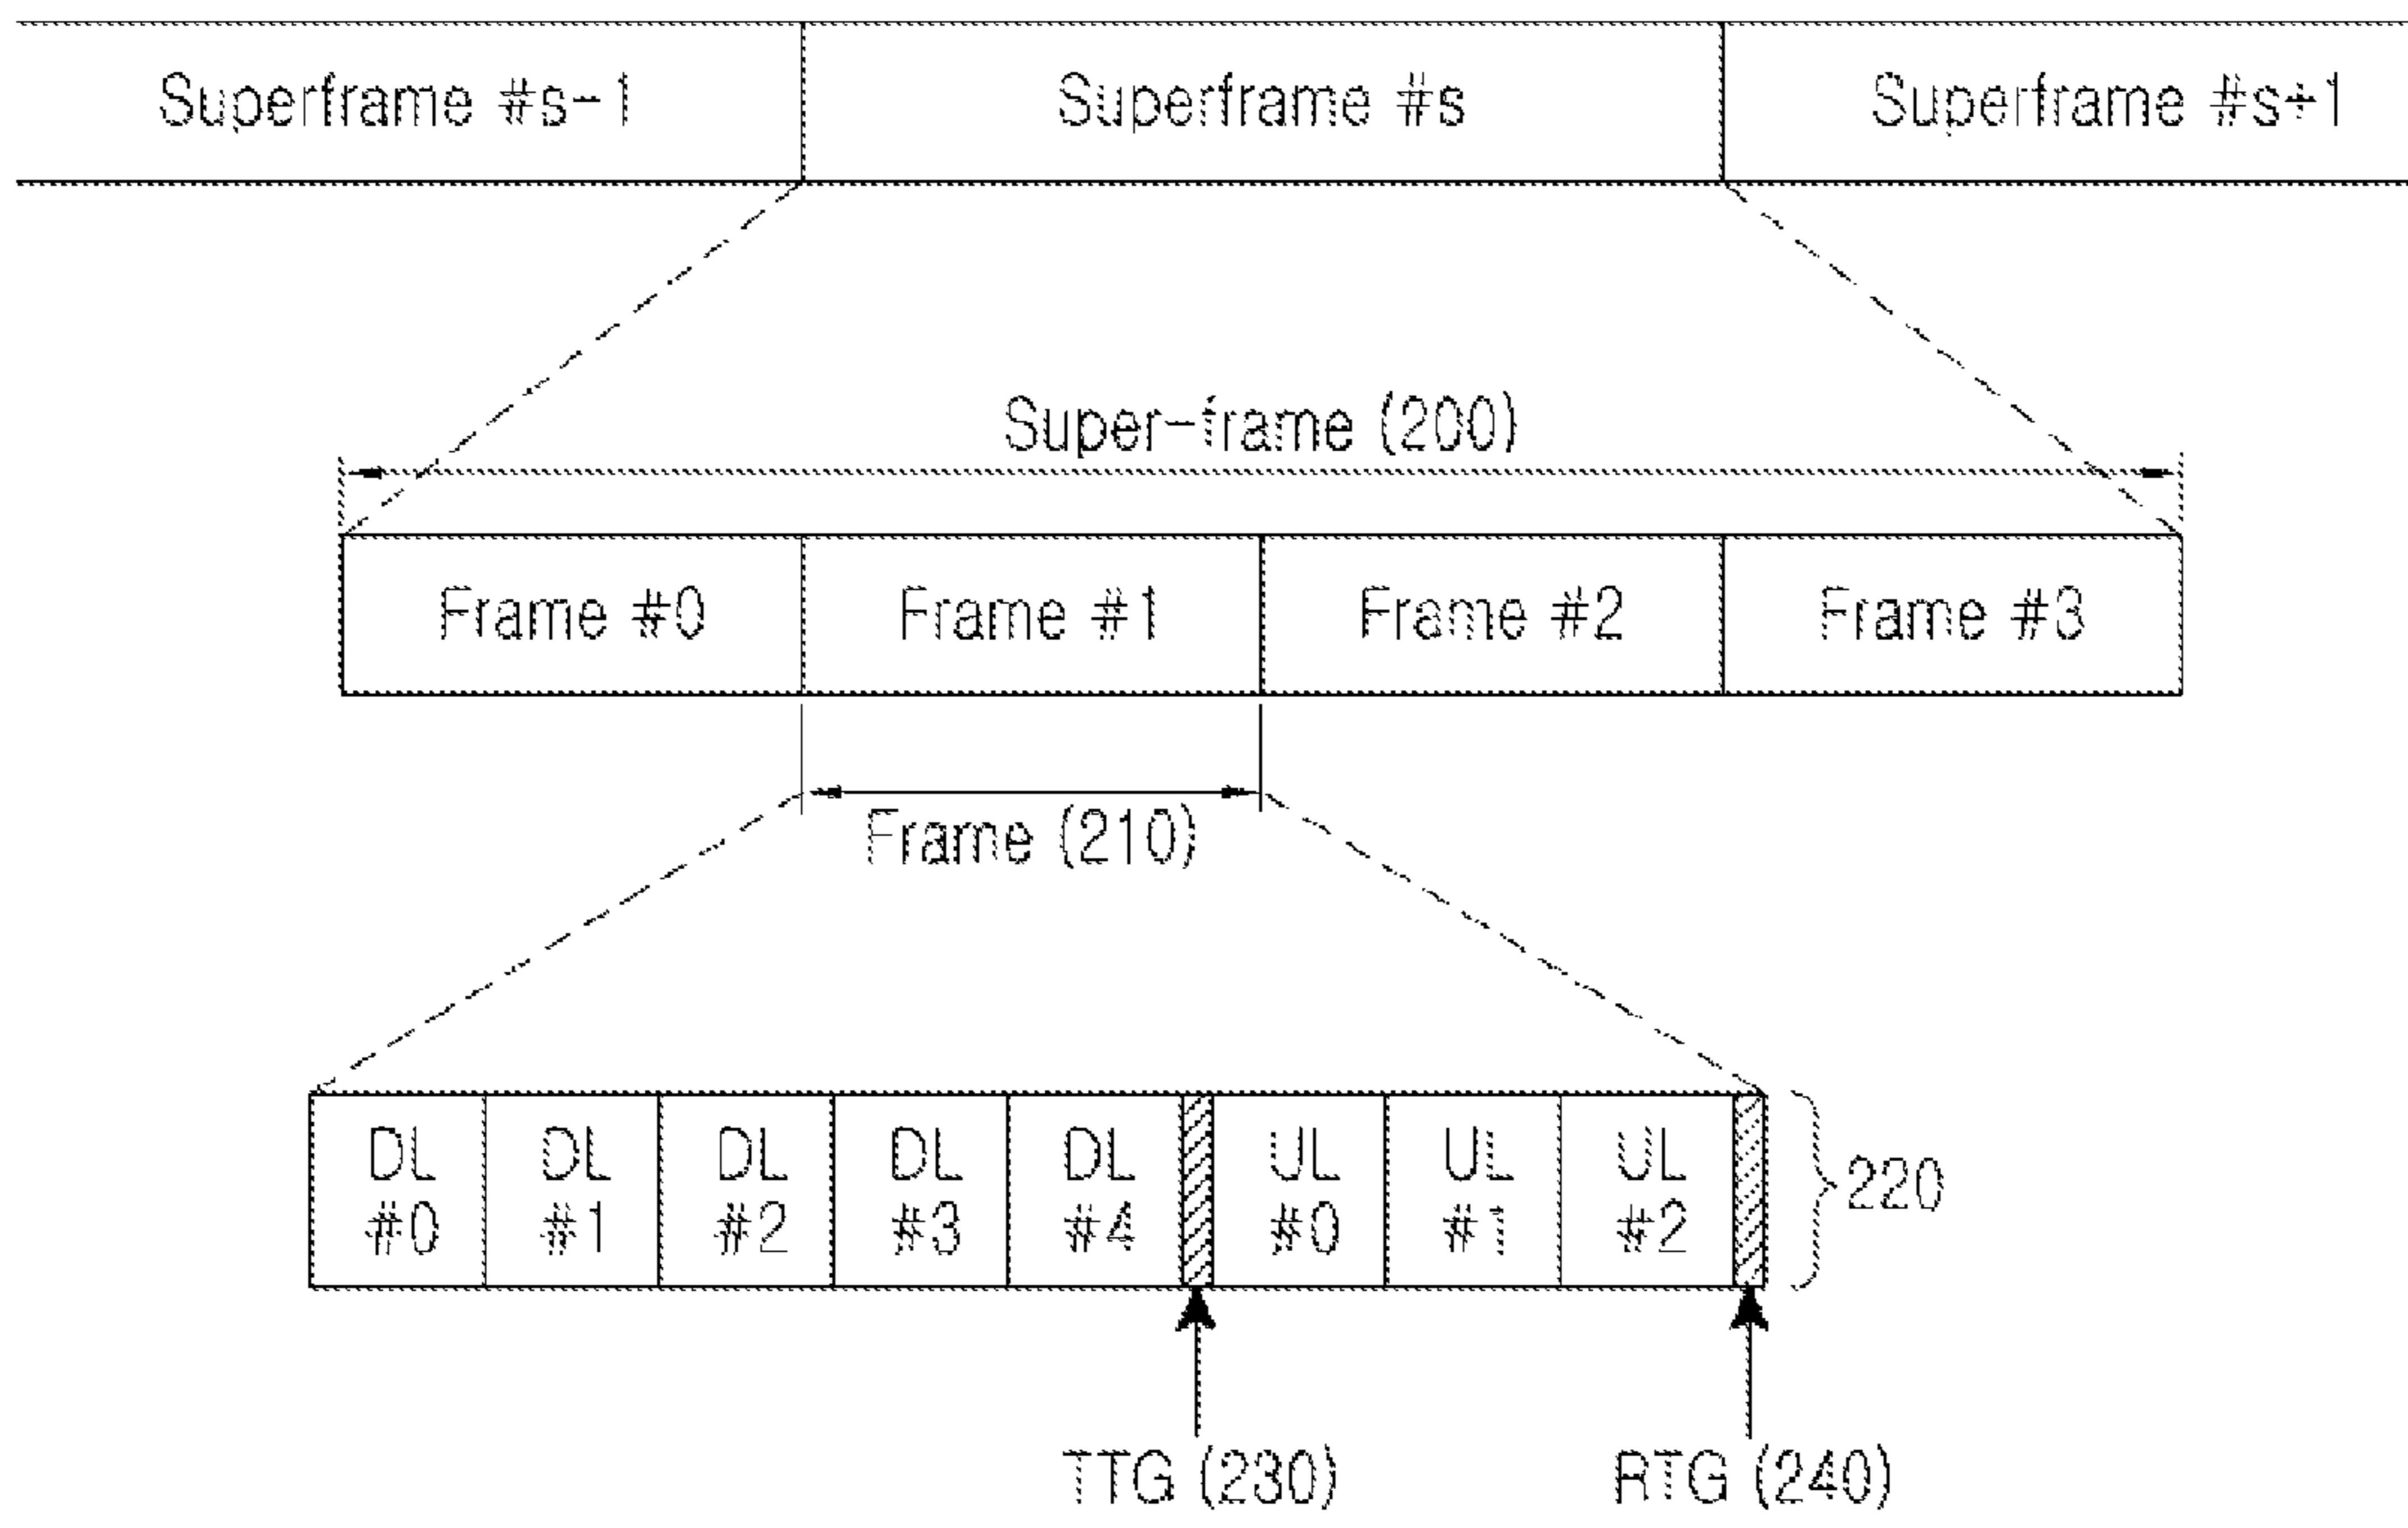 Superframe #s-1 Superframe #s Superframe #s+1
Super-frame (200)
Frame #0 Frame #1 Frame #2 Frame #3
Frame (210)
DL DL DL DL DL UL UL UL
#0 #1 #2 #3 #4 #0 #1 #2
220
TTG (230) RTG (240)